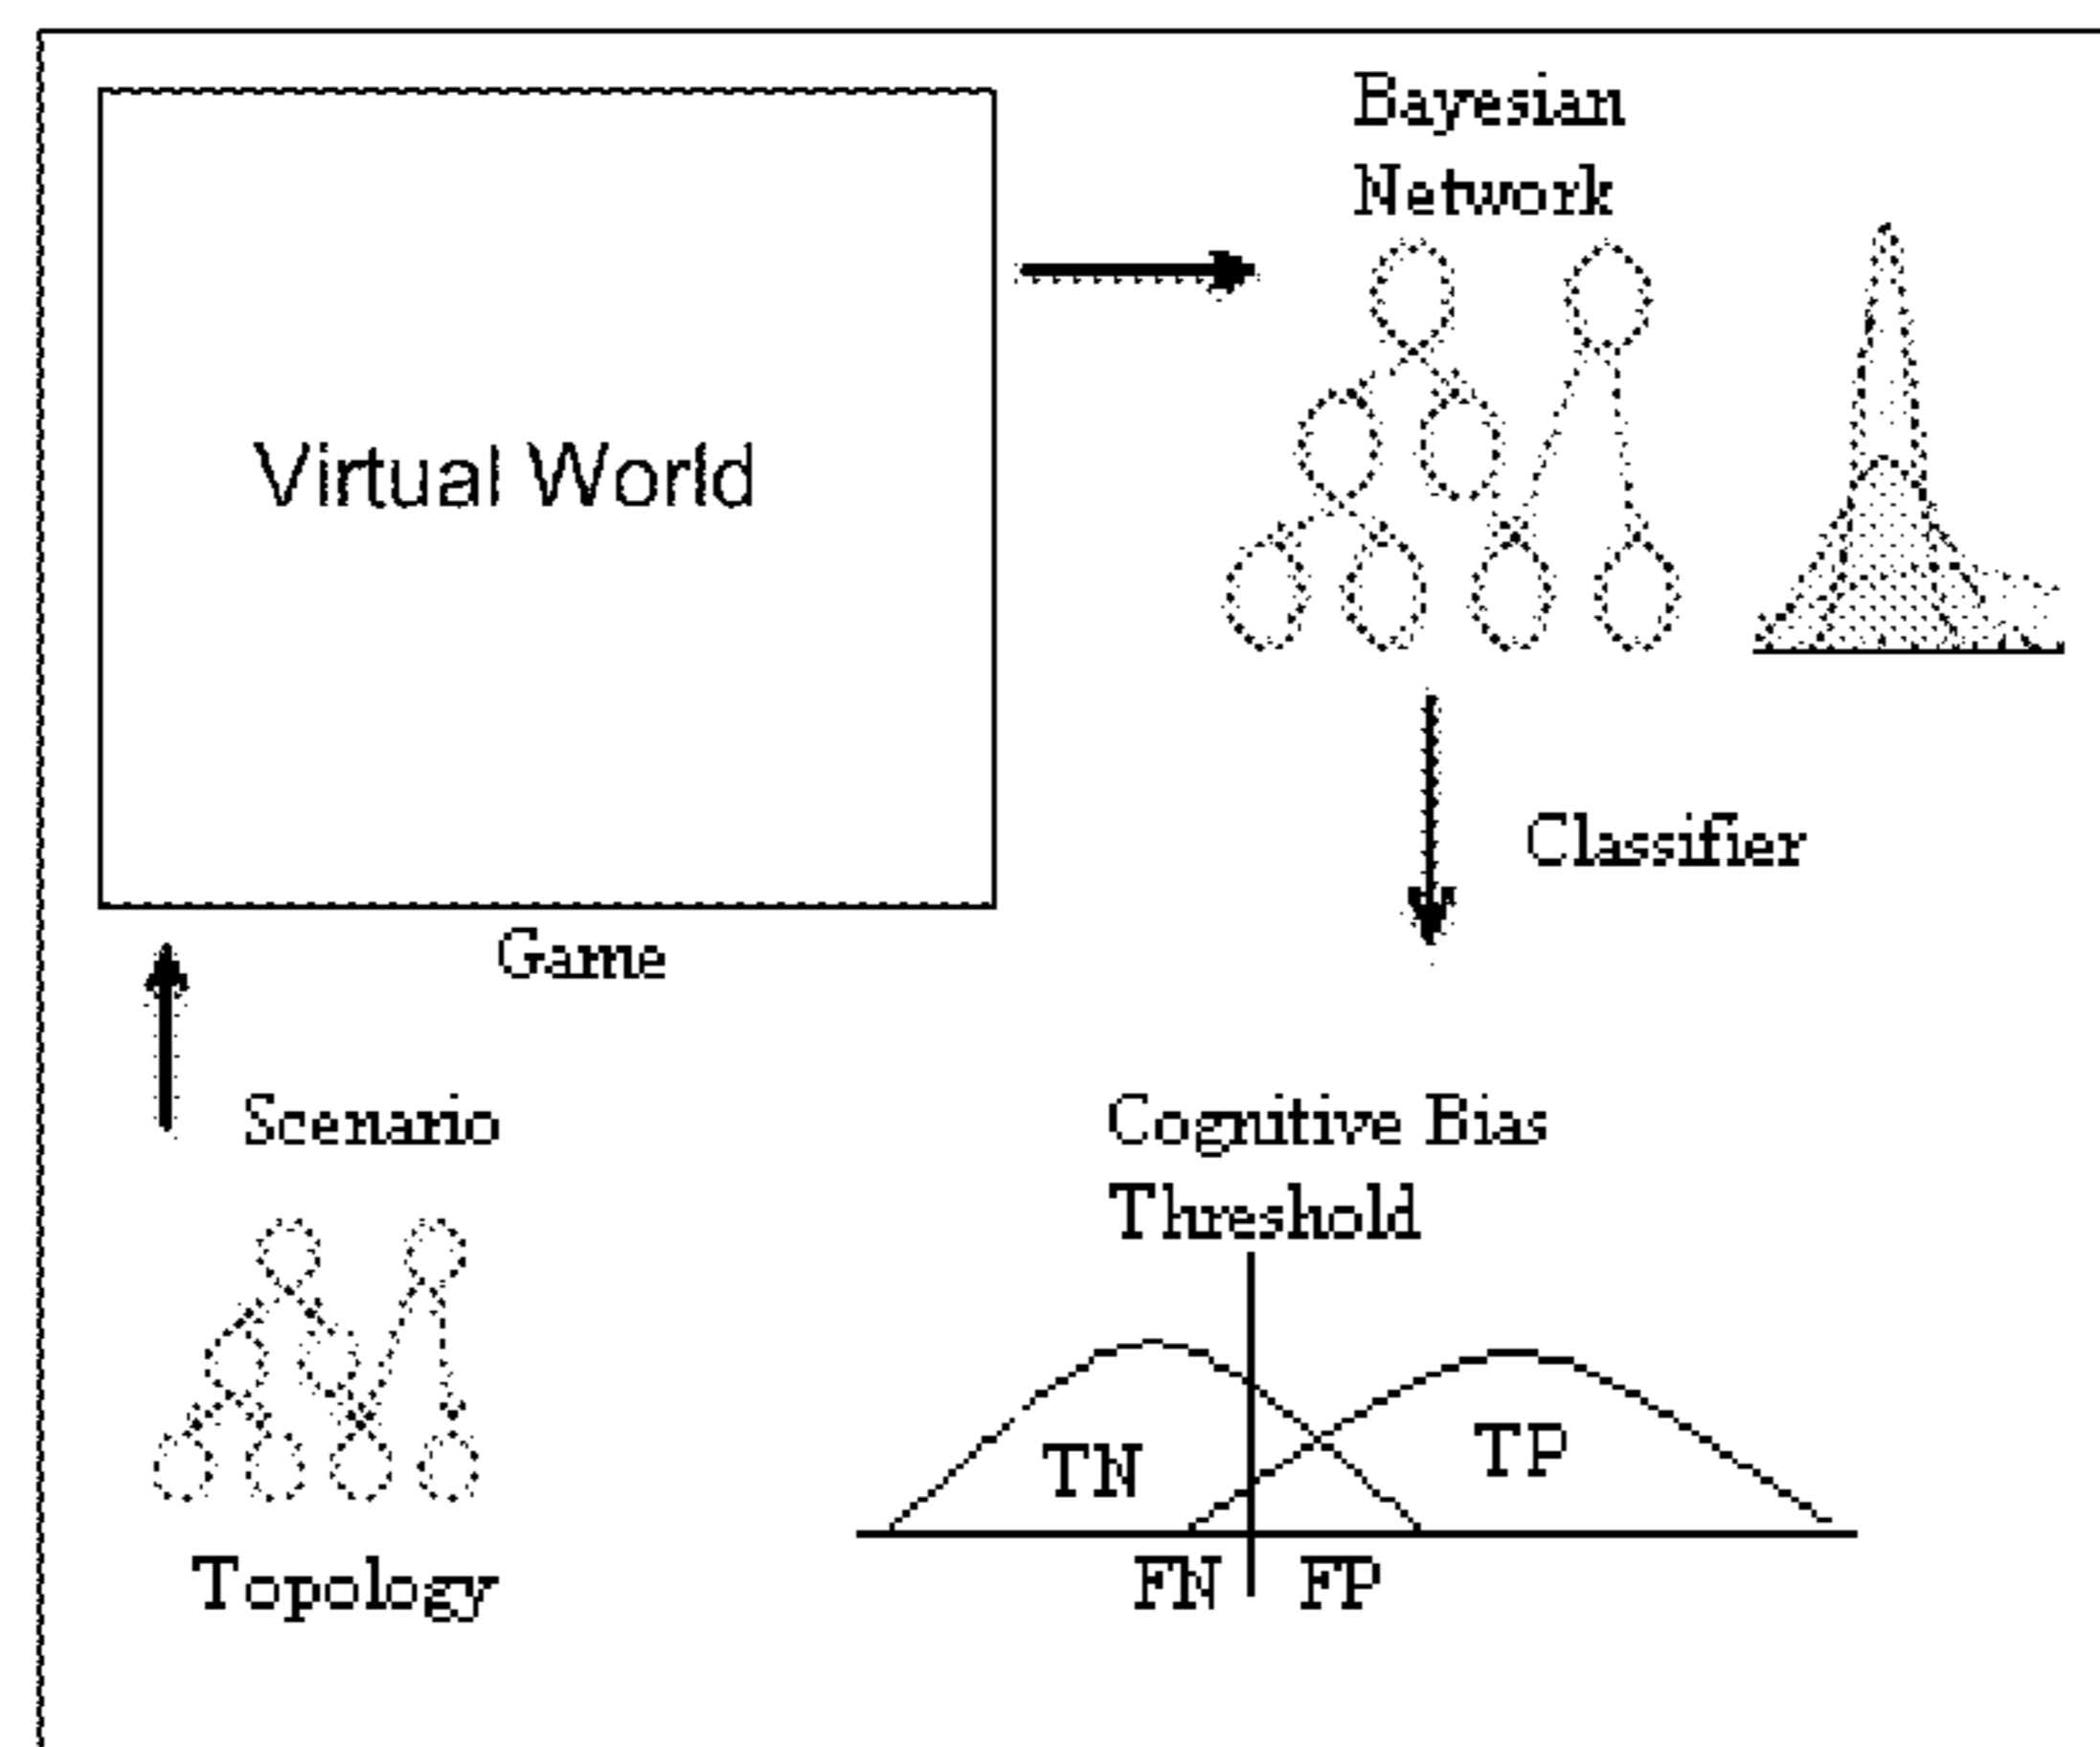 Bayesian
Network
Virtual World
Classifier
Game
Scenario
Cognitive Bias
Threshold
TN
TP
FN
FP
Topology